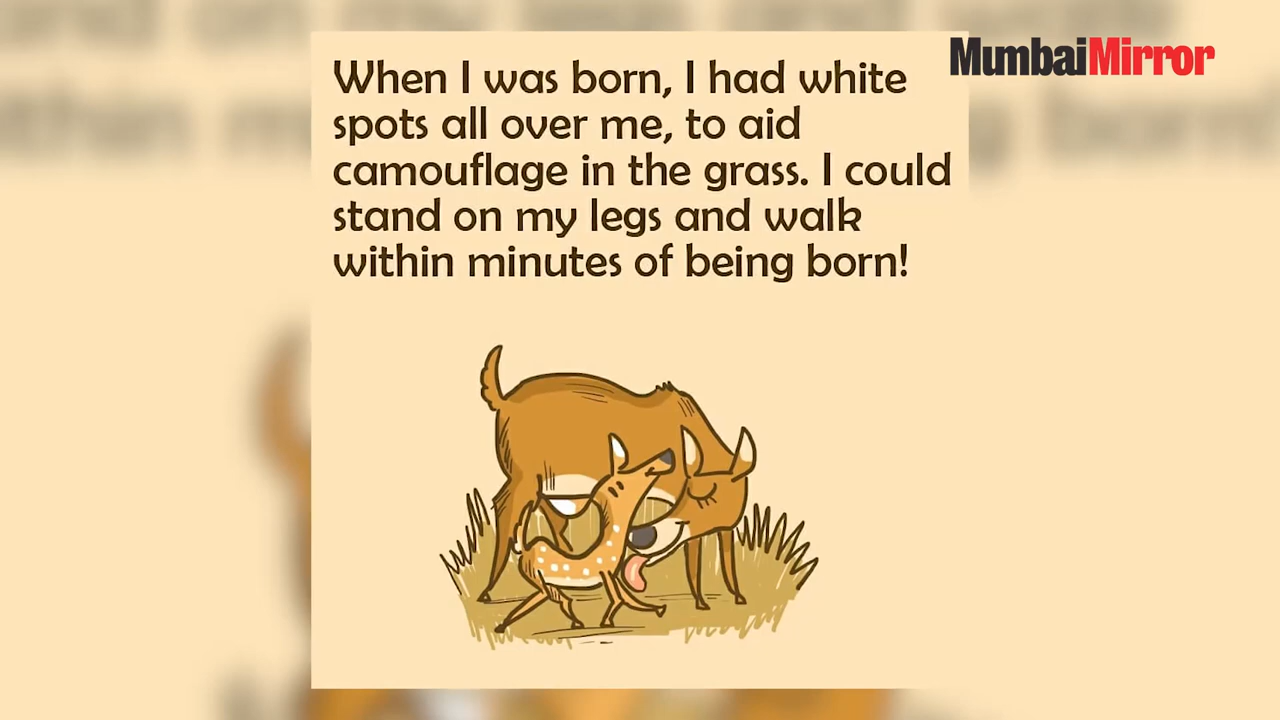 MumbaiMirror
When I was born, I had white
spots all over me, to aid
camouflage in the grass. I could
stand on my legs and walk
within minutes of being born!